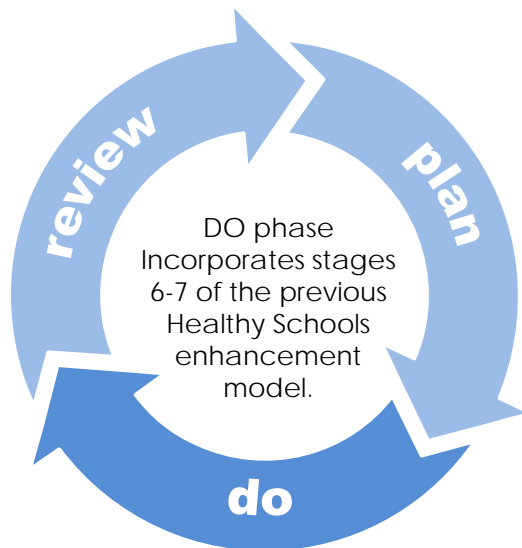 review
plan
DO phase
Incorporates stages
6-7 of the previous
Healthy Schools
enhancement
model.
do